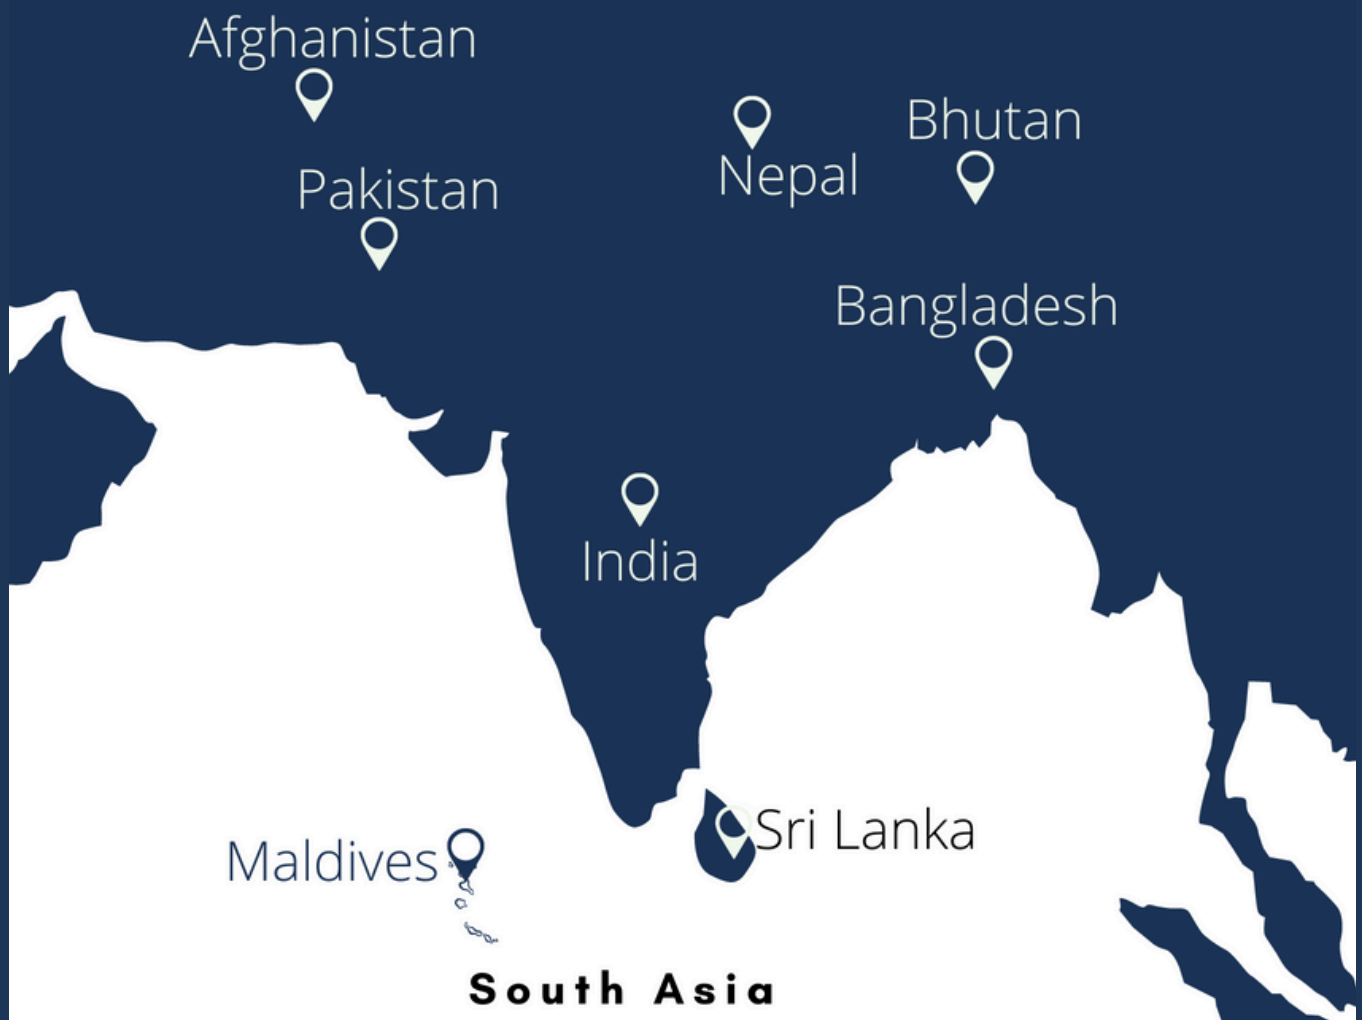 Afghanistan
Bhutan
Nepal
Pakistan
Bangladesh
India
Sri Lanka
Maldives
South Asia